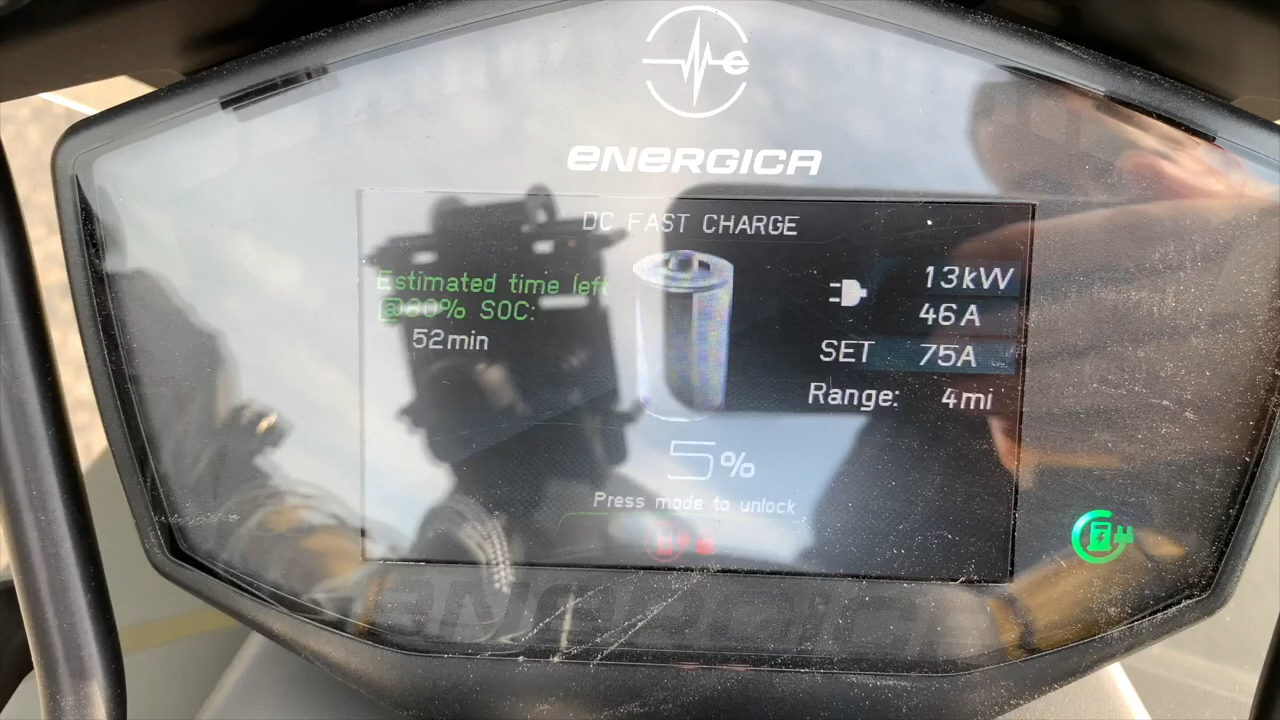 e
ENERGICA
DC FAST CHARGE
Estimated time left
@80% SOC:
52min
13kW
46A
SET 75A
Range: 4mi
5%
Press mode to unlock